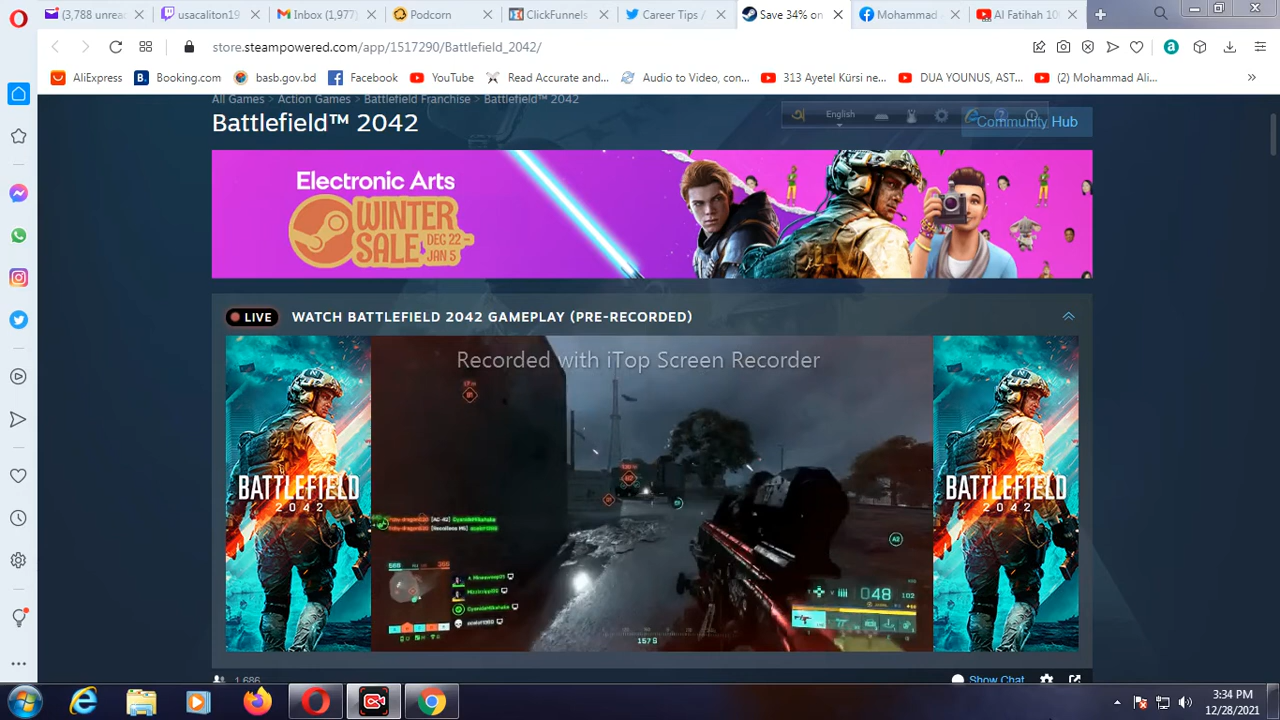 (3,788 unrea
usacaliton19
Inbox (1,977)
Podcorn
ClickFunnels
Career Tips /
Save 34% on
Mohammad
Al Fatihah 10
store.steampowered.com/app/1517290/Battlefield_2042/
AliExpress
Booking.com
basb.gov.bd
Facebook
YouTube
Read Accurate and...
Audio to Video, con...
313 Ayetel Kürsi ne...
DUA YOUNUS, AST...
(2) Mohammad Ali...
All Games > Action Games > Battlefield Franchise > Battlefield™ 2042
Battlefield™ 2042
English
Community Hub
Electronic Arts
WINTER
SALE
DEC 22 –
JAN 5
LIVE
WATCH BATTLEFIELD 2042 GAMEPLAY (PRE-RECORDED)
Recorded with iTop Screen Recorder
BATTLEFIELD
2042
BATTLEFIELD
2042
A2
48
102
157
1,686
Show Chat
3:34 PM
12/28/2021